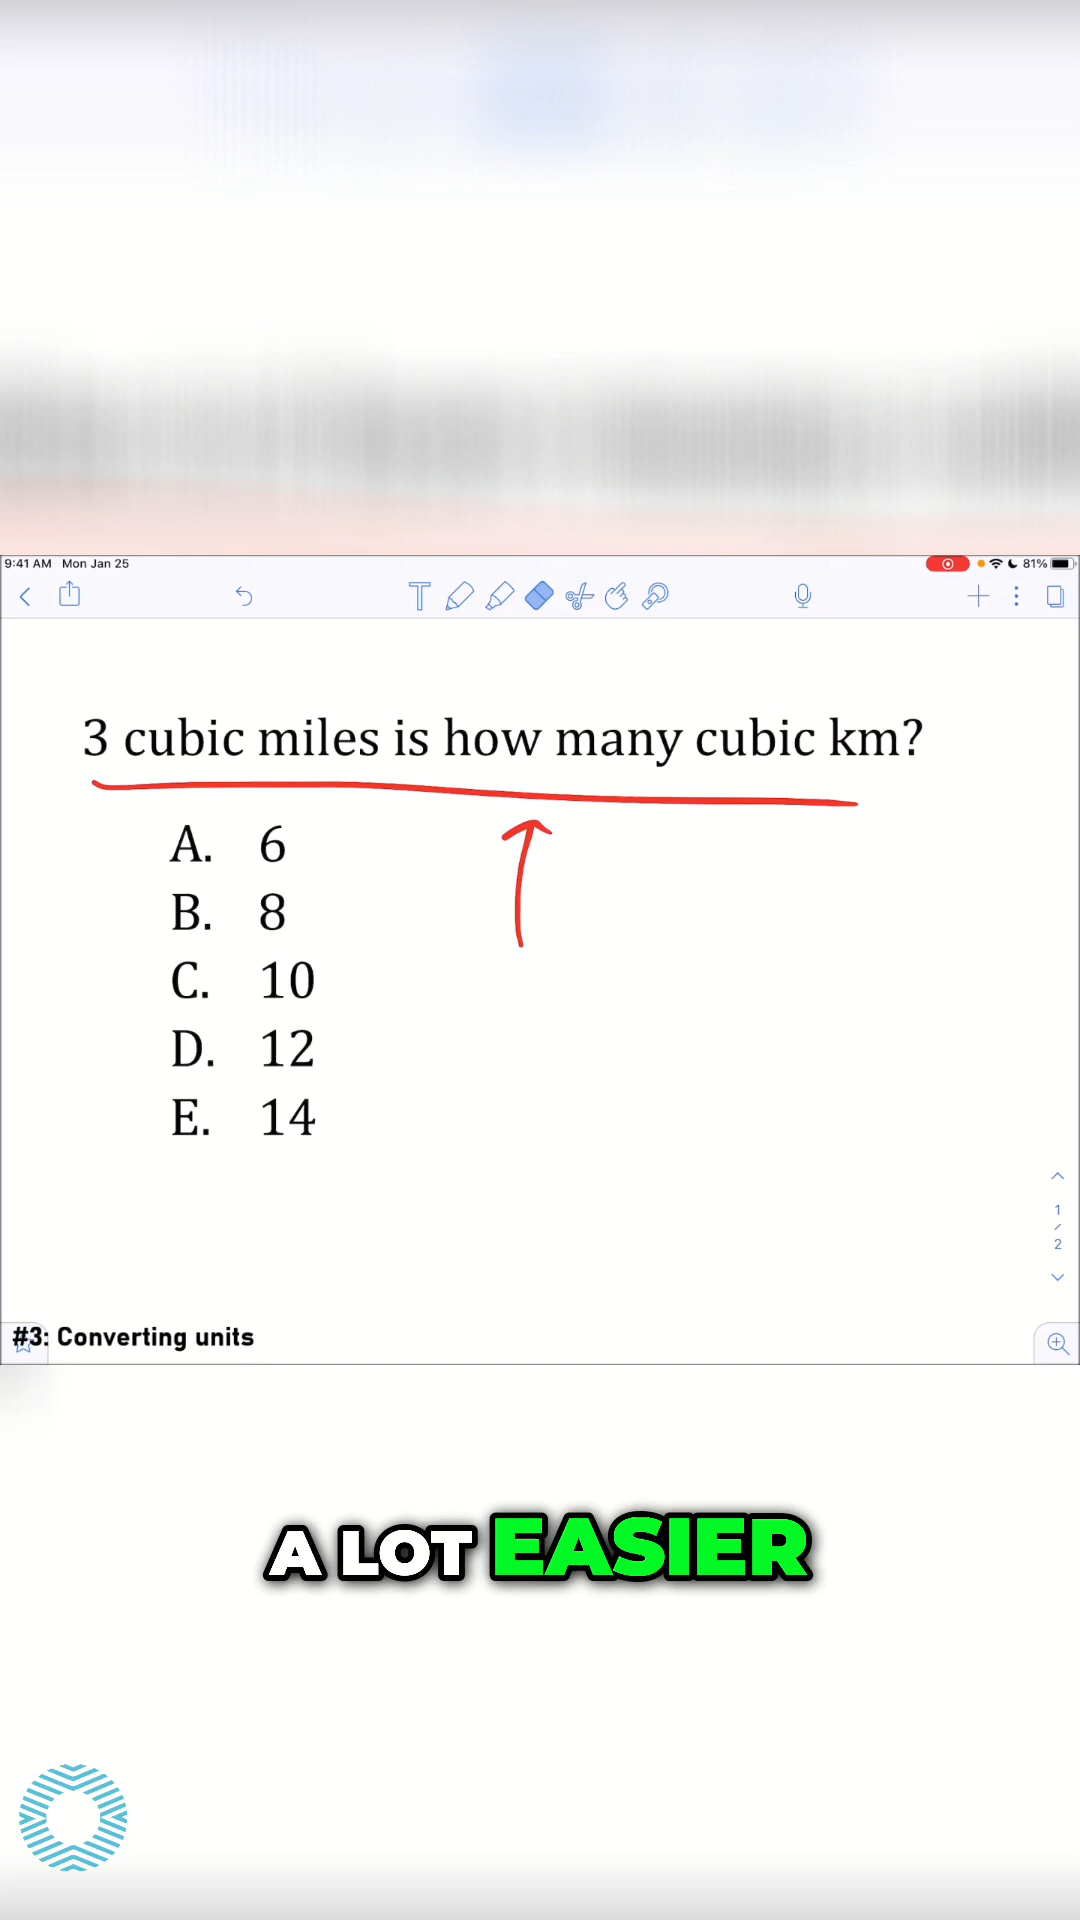 9:41 AM Mon Jan 25
81%
3 cubic miles is how many cubic km?
A. 6
B. 8
C. 10
D. 12
E. 14
1
/
2
#3: Converting units
A LOT EASIER